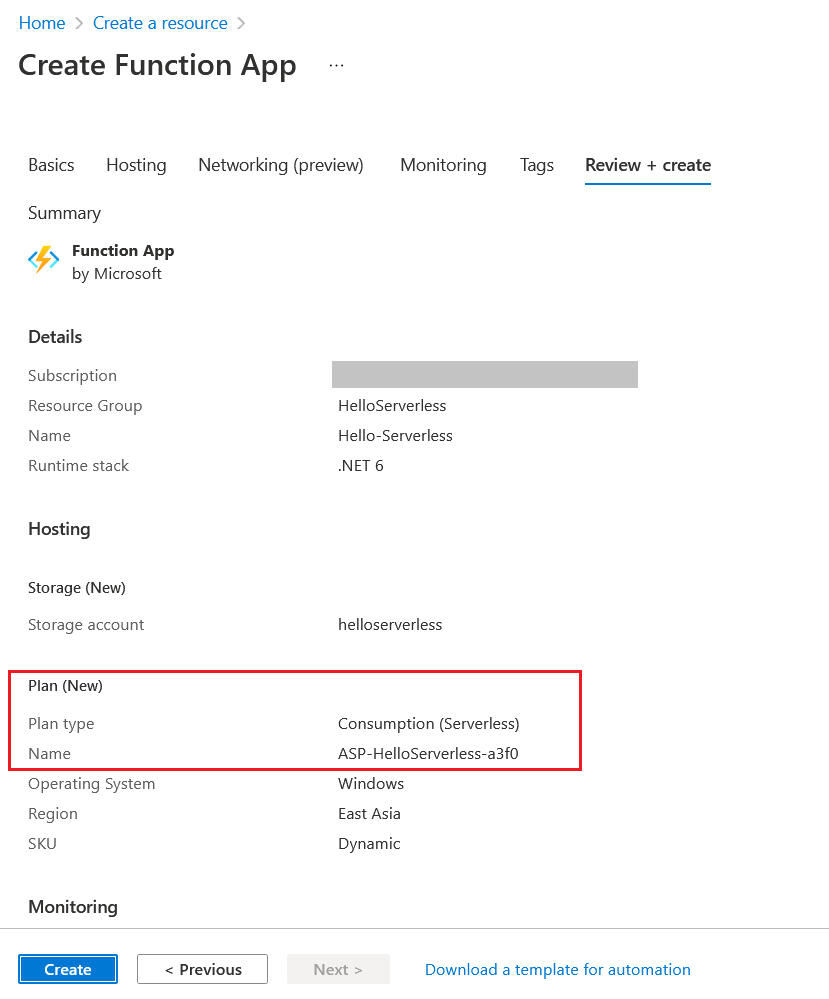 Home > Create a resource >
Create Function App ...
Basics Hosting Networking (preview) Monitoring Tags Review + create
Summary
Function App
by Microsoft
Details
Subscription
Resource Group HelloServerless
Name Hello-Serverless
Runtime stack .NET 6
Hosting
Storage (New)
Storage account helloserverless
Plan (New)
Plan type Consumption (Serverless)
Name ASP-HelloServerless-a3f0
Operating System Windows
Region East Asia
SKU Dynamic
Monitoring
Create < Previous Next > Download a template for automation